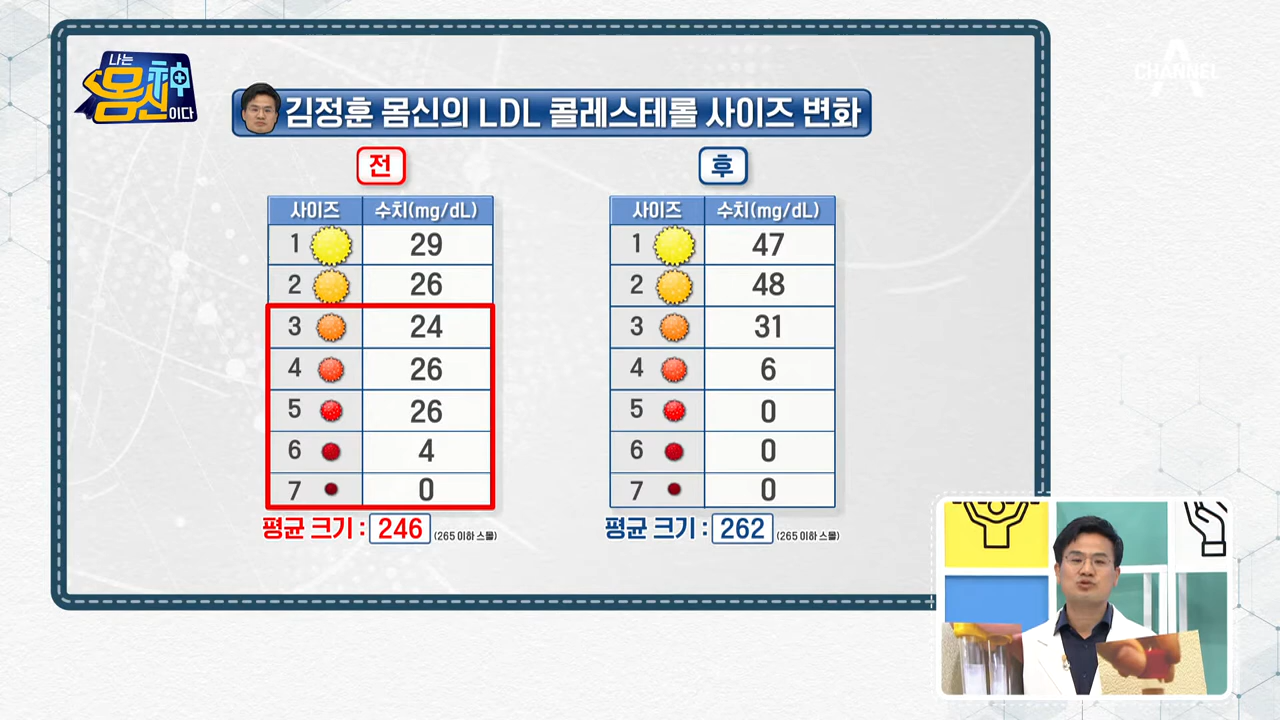 나는
몸神
몸신이다
CHANNEL A
김정훈 몸신의 LDL 콜레스테롤 사이즈 변화
전
사이즈 수치(mg/dL)
1 29
2 26
3 24
4 26
5 26
6 4
7 0
평균 크기 : 246 (265 이하 스몰)
후
사이즈 수치(mg/dL)
1 47
2 48
3 31
4 6
5 0
6 0
7 0
평균 크기 : 262 (265 이하 스몰)